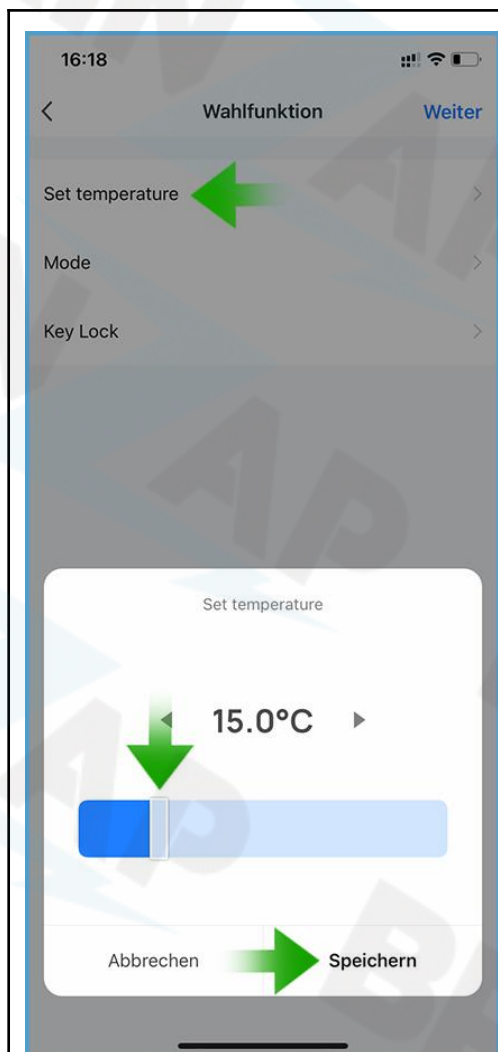 16:18
Wahlfunktion Weiter
Set temperature
Mode
Key Lock
Set temperature
15.0°C
Abbrechen Speichern